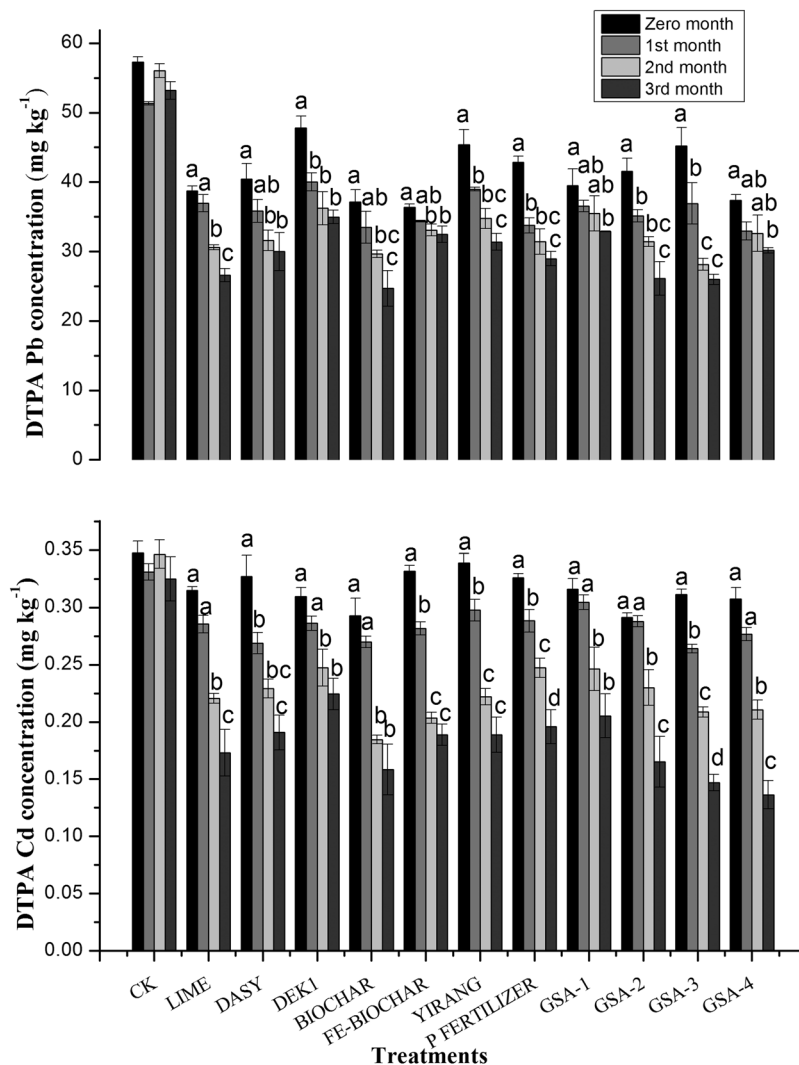 Zero month
1st month
2nd month
3rd month
DTPA Pb concentration (mg kg⁻¹)
60
50
40
30
20
10
0
a a b c
a ab b b
a b b b
a ab bc c
a ab b b
a b bc c
a b bc c
a ab ab b
a b bc c
a b c c
a ab ab b
DTPA Cd concentration (mg kg⁻¹)
0.35
0.30
0.25
0.20
0.15
0.10
0.05
0.00
a a b c
a b bc c
a a b b
a a b b
a b c c
a b c c
a b c d
a a b b
a a b c
a b c d
a a b c
CK
LIME
DASY
DEK1
BIOCHAR
FE-BIOCHAR
YIRANG
P FERTILIZER
GSA-1
GSA-2
GSA-3
GSA-4
Treatments